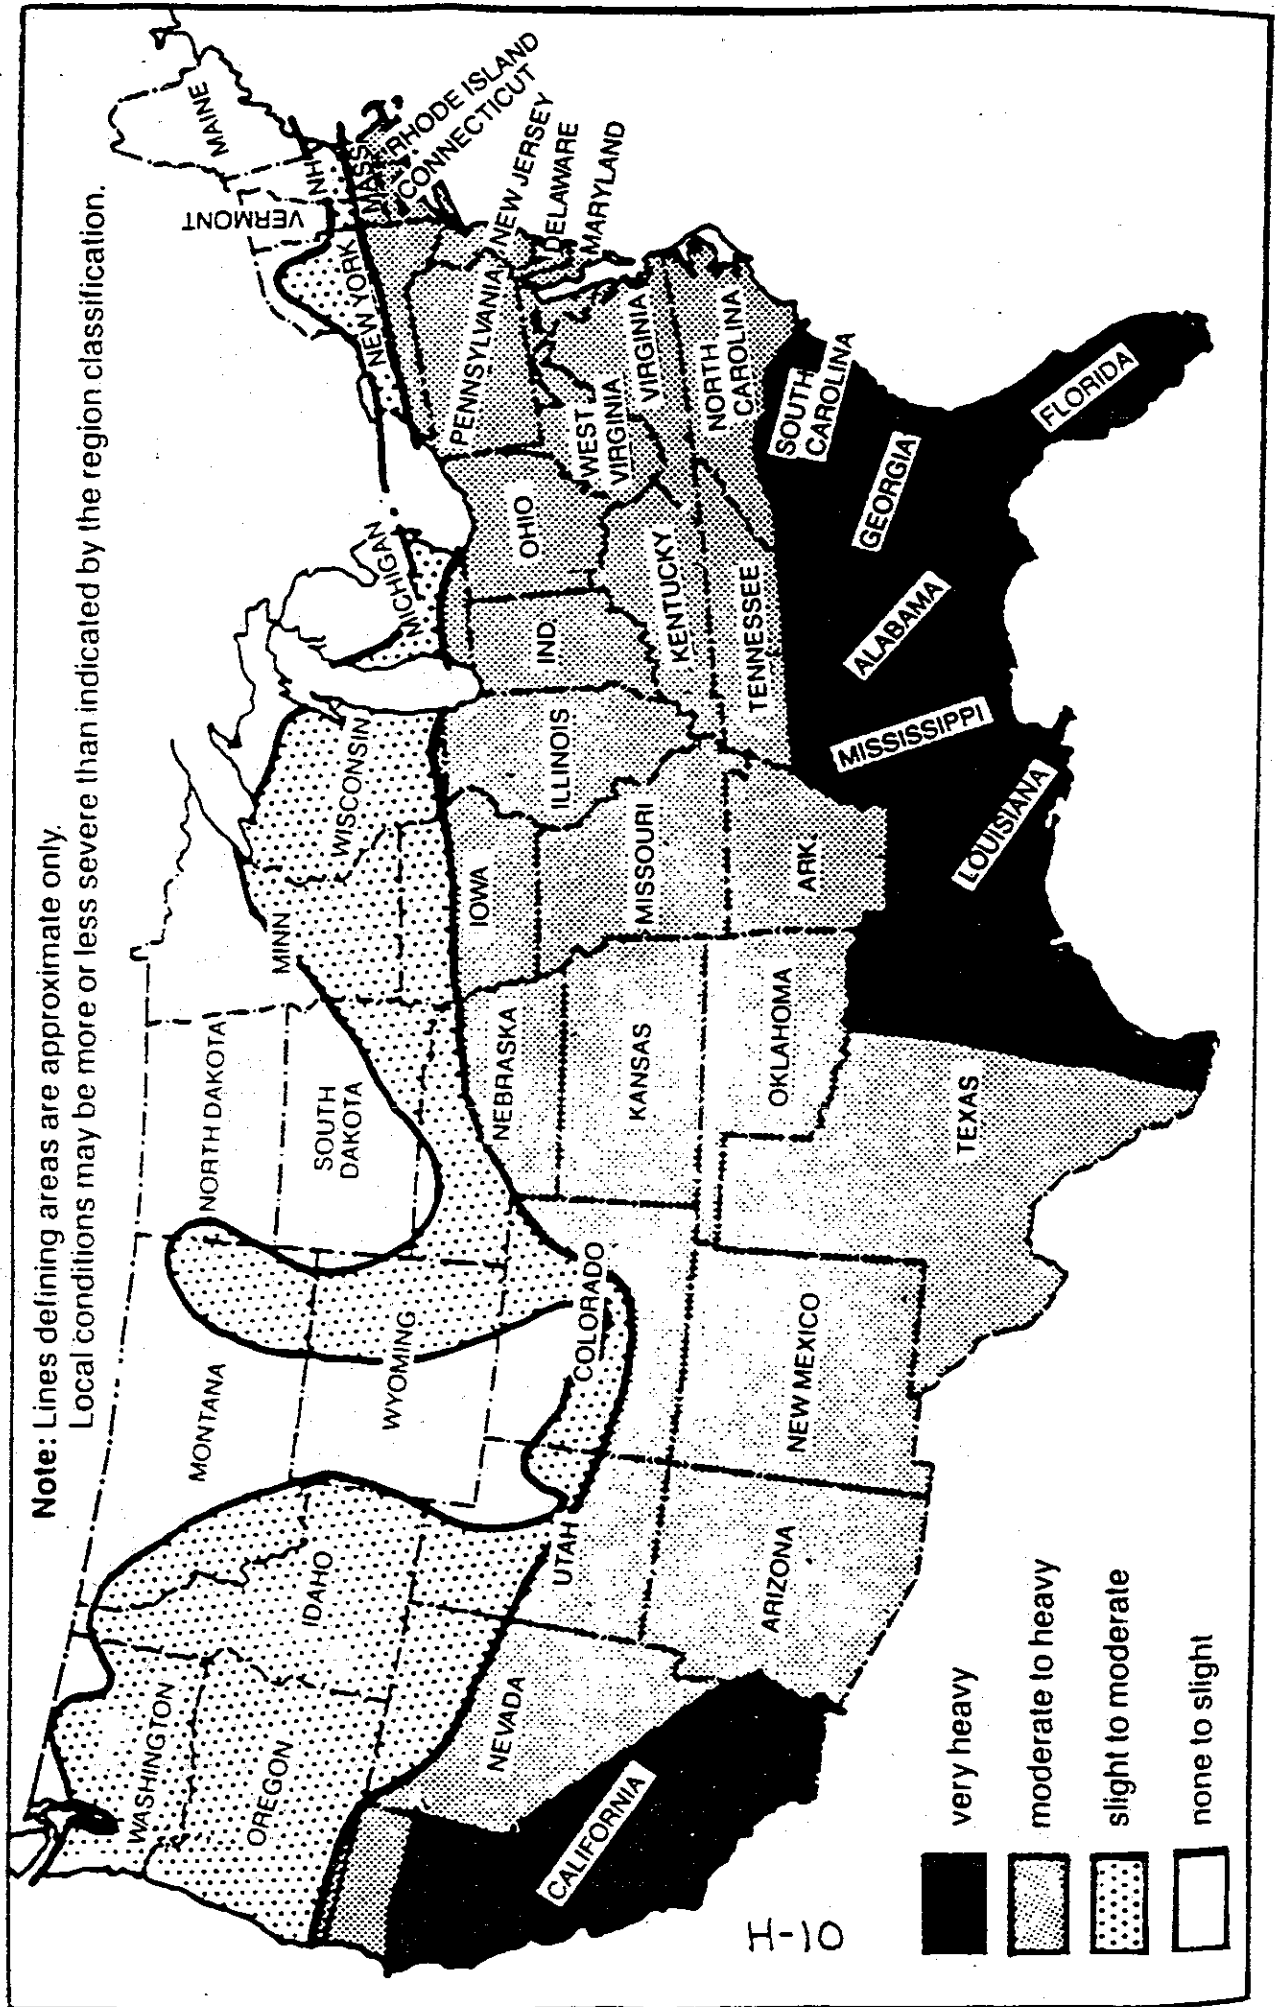 Note: Lines defining areas are approximate only.
Local conditions may be more or less severe than indicated by the region classification.
WASHINGTON
OREGON
IDAHO
MONTANA
NORTH DAKOTA
SOUTH
DAKOTA
MINN
WISCONSIN
MICHIGAN
NEW YORK
VERMONT
NH
MAINE
MASS
RHODE ISLAND
CONNECTICUT
NEW JERSEY
DELAWARE
MARYLAND
WYOMING
NEVADA
UTAH
COLORADO
NEBRASKA
IOWA
ILLINOIS
IND
OHIO
PENNSYLVANIA
WEST
VIRGINIA
VIRGINIA
CALIFORNIA
ARIZONA
NEW MEXICO
KANSAS
MISSOURI
KENTUCKY
OKLAHOMA
ARK.
TENNESSEE
NORTH
CAROLINA
SOUTH
CAROLINA
TEXAS
LOUISIANA
MISSISSIPPI
ALABAMA
GEORGIA
FLORIDA
H-10
very heavy
moderate to heavy
slight to moderate
none to slight